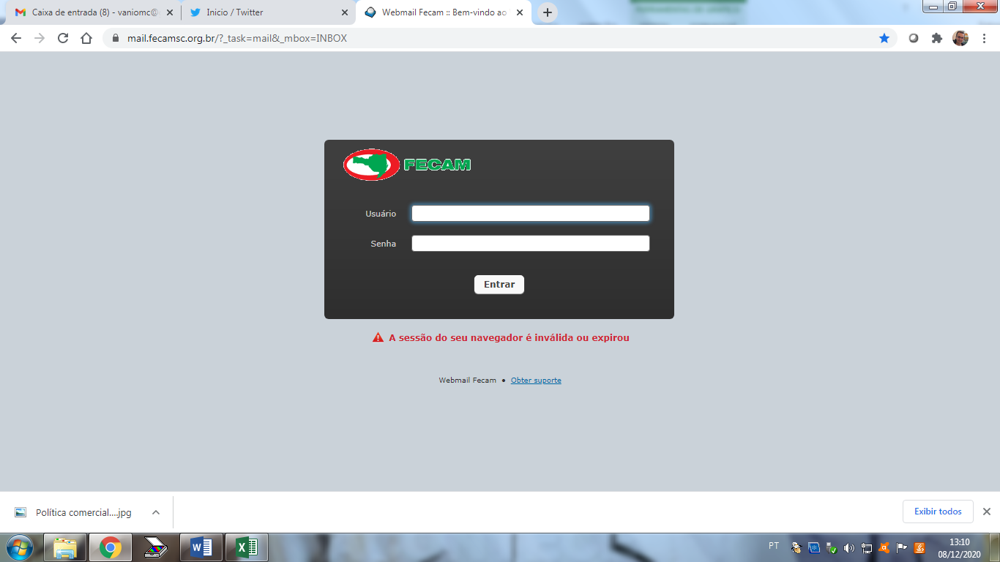 Caixa de entrada (8) - vaniomc@
Inicio / Twitter
Webmail Fecam :: Bem-vindo ao
mail.fecamsc.org.br/?_task=mail&_mbox=INBOX
FECAM
Usuário
Senha
Entrar
A sessão do seu navegador é inválida ou expirou
Webmail Fecam • Obter suporte
Política comercial....jpg
Exibir todos
PT
13:10
08/12/2020